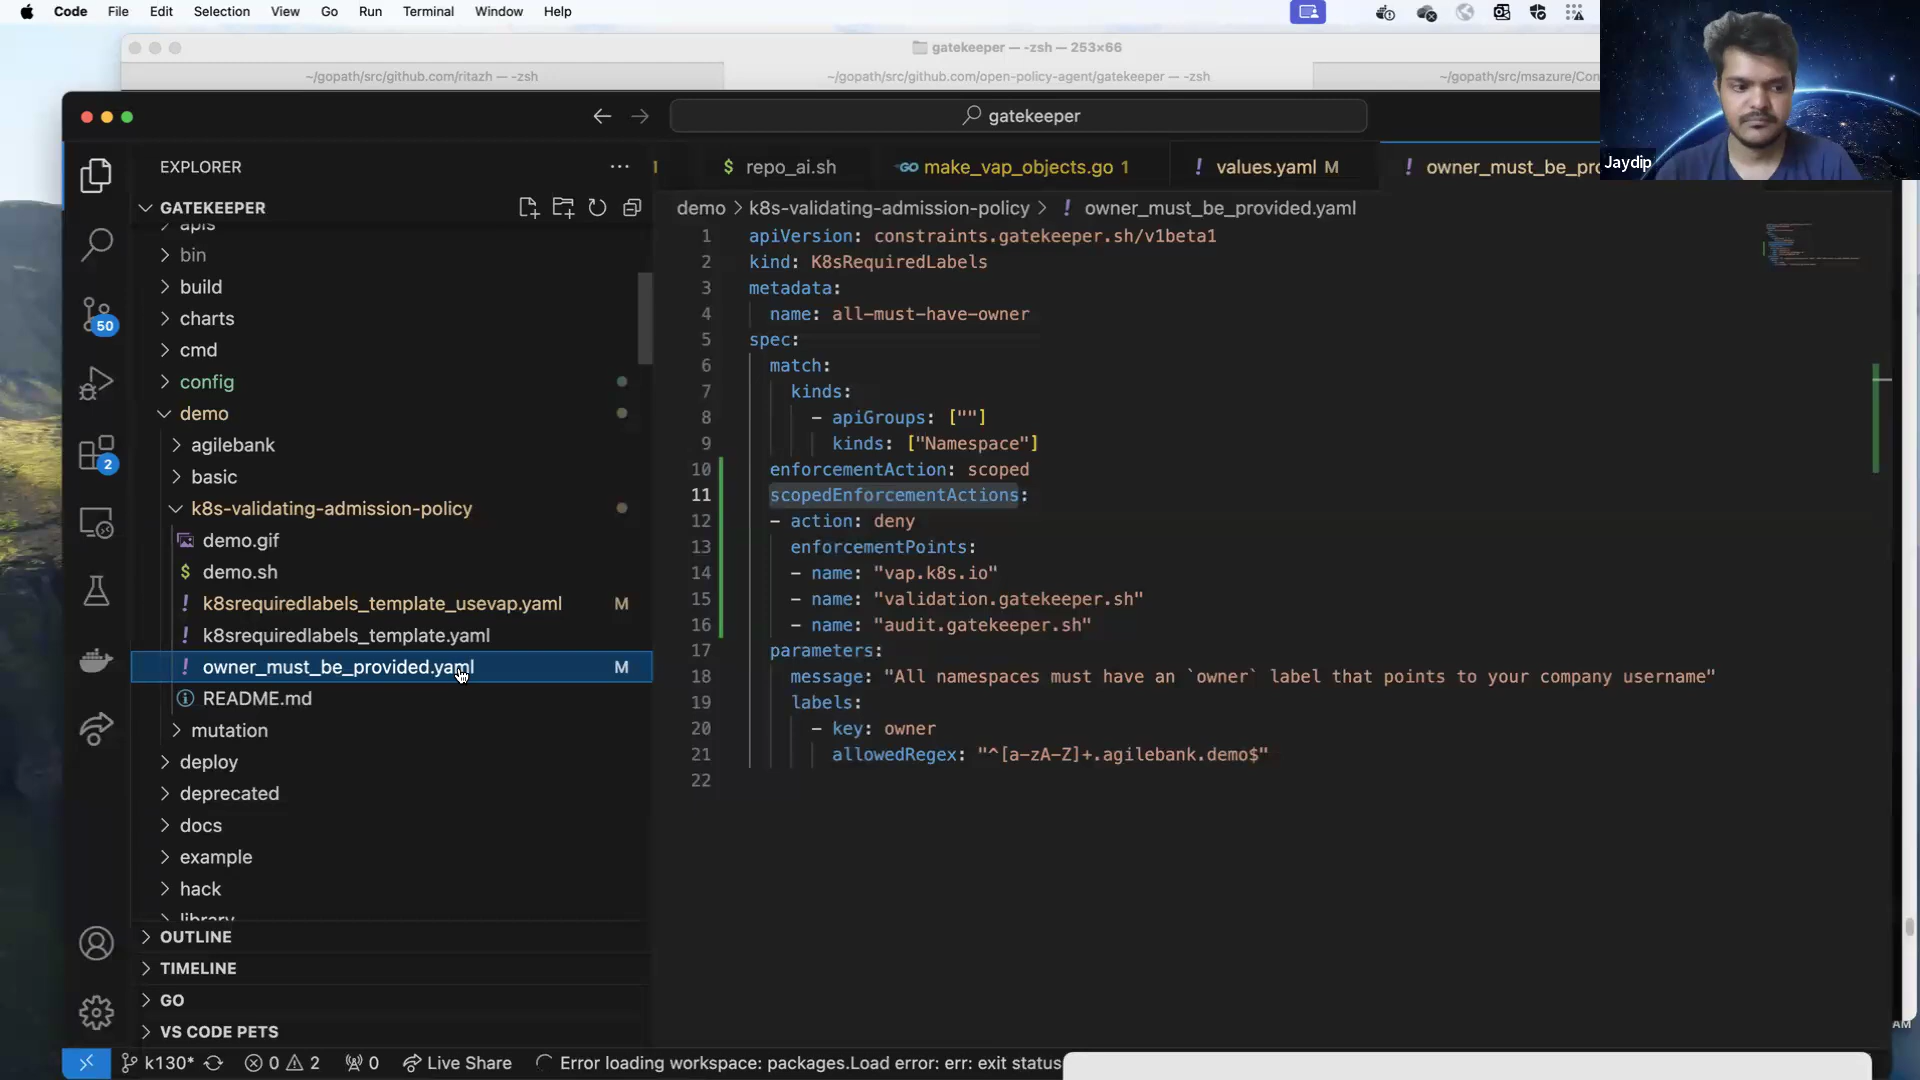 Code File Edit Selection View Go Run Terminal Window Help
gatekeeper — -zsh — 253×66
~/gopath/src/github.com/ritazh — -zsh
~/gopath/src/github.com/open-policy-agent/gatekeeper — -zsh
~/gopath/src/msazure/Con
Jaydip
gatekeeper
EXPLORER ...
repo_ai.sh
make_vap_objects.go 1
values.yaml M
owner_must_be_pro
GATEKEEPER
demo > k8s-validating-admission-policy > ! owner_must_be_provided.yaml
apis
bin
build
charts
cmd
config
demo
agilebank
basic
k8s-validating-admission-policy
demo.gif
demo.sh
k8srequiredlabels_template_usevap.yaml M
k8srequiredlabels_template.yaml
owner_must_be_provided.yaml M
README.md
mutation
deploy
deprecated
docs
example
hack
library
OUTLINE
TIMELINE
GO
VS CODE PETS
50
2
1 apiVersion: constraints.gatekeeper.sh/v1beta1
2 kind: K8sRequiredLabels
3 metadata:
4 name: all-must-have-owner
5 spec:
6 match:
7 kinds:
8 - apiGroups: [""]
9 kinds: ["Namespace"]
10 enforcementAction: scoped
11 scopedEnforcementActions:
12 - action: deny
13 enforcementPoints:
14 - name: "vap.k8s.io"
15 - name: "validation.gatekeeper.sh"
16 - name: "audit.gatekeeper.sh"
17 parameters:
18 message: "All namespaces must have an `owner` label that points to your company username"
19 labels:
20 - key: owner
21 allowedRegex: "^[a-zA-Z]+.agilebank.demo$"
22
AM
k130* 0 2 0 Live Share Error loading workspace: packages.Load error: err: exit status